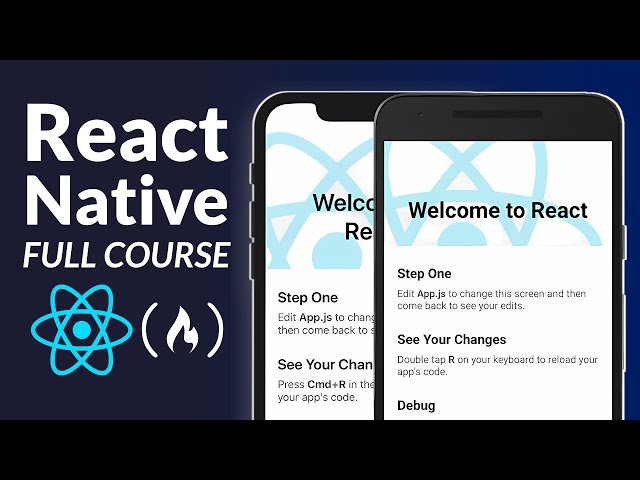 React
Native
FULL COURSE
Welc
Re
Step One
Edit App.js to chang
then come back to s
See Your Chan
Press Cmd+R in the
your app's code.
Welcome to React
Step One
Edit App.js to change this screen and then
come back to see your edits.
See Your Changes
Double tap R on your keyboard to reload your
app's code.
Debug